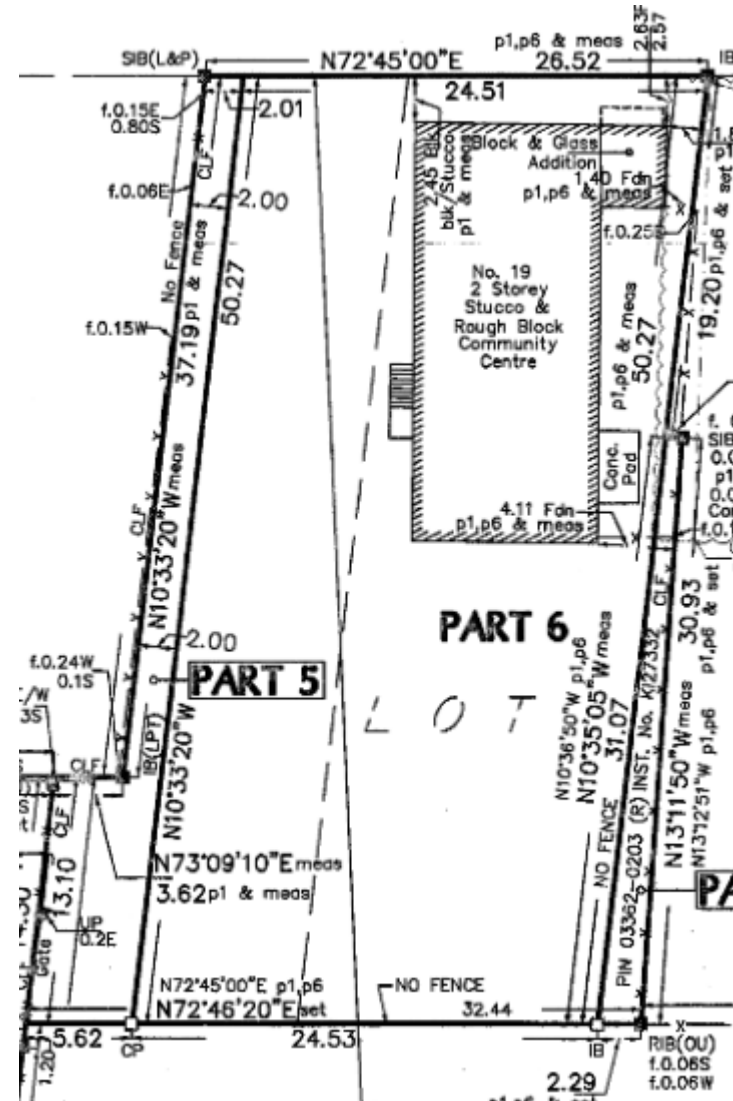 p1,p6 & meas
2.63F
2.57
SIB(L&P)
N72°45'00"E
26.52
IB
24.51
f.0.15E
0.80S
2.01
CLF
Block & Glass
Addition
2.45 Blk
blk/Stucco
p1 & meas
1.40 Fdn
p1,p6 & meas
f.0.06E
2.00
f.0.25E
No Fence
37.19 p1 & meas
50.27
No. 19
2 Storey
Stucco &
Rough Block
Community
Centre
p1,p6 & meas
50.27
19.20
p1,p6 & set
f.0.15W
SIB
Conc.
Pad
4.11 Fdn
p1,p6 & meas
CLF
N10°33'20"W meas
CLF
30.93
p1,p6 & set
PART 6
2.00
f.0.24W
0.1S
PART 5
LOT
N10°36'50"W p1,p6
N10°35'05"W meas
31.07
E/W
3S
IB(LPT)
N10°33'20"W
CLF
CLF
13.10
N73°09'10"E meas
3.62 p1 & meas
NO FENCE
PIN 03362-0203 (R) INST. No. K127332
N13°11'50"W meas
N13°12'51"W p1,p6
PA
UP
0.2E
Gate
N72°45'00"E p1,p6
N72°46'20"E set
NO FENCE
32.44
5.62
CP
24.53
IB
RIB(OU)
f.0.06S
f.0.06W
1.20
2.29